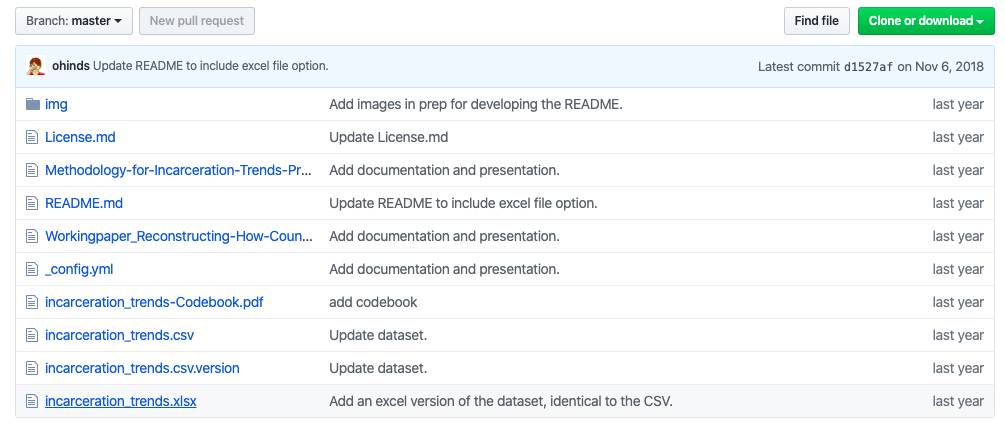 Branch: master New pull request Find file Clone or download
ohinds Update README to include excel file option. Latest commit d1527af on Nov 6, 2018
img Add images in prep for developing the README. last year
License.md Update License.md last year
Methodology-for-Incarceration-Trends-Pr... Add documentation and presentation. last year
README.md Update README to include excel file option. last year
Workingpaper_Reconstructing-How-Coun... Add documentation and presentation. last year
_config.yml Add documentation and presentation. last year
incarceration_trends-Codebook.pdf add codebook last year
incarceration_trends.csv Update dataset. last year
incarceration_trends.csv.version Update dataset. last year
incarceration_trends.xlsx Add an excel version of the dataset, identical to the CSV. last year